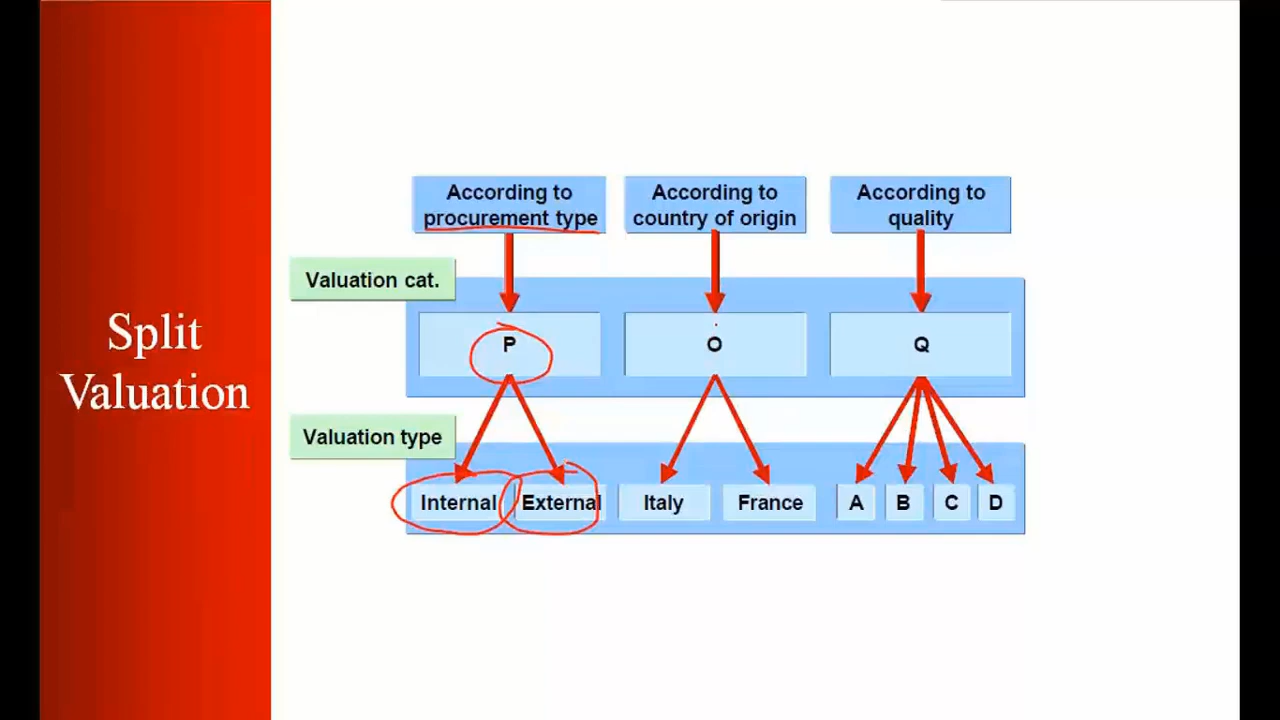 Split
Valuation
According to
procurement type
According to
country of origin
According to
quality
Valuation cat.
P
O
Q
Valuation type
Internal
External
Italy
France
A
B
C
D